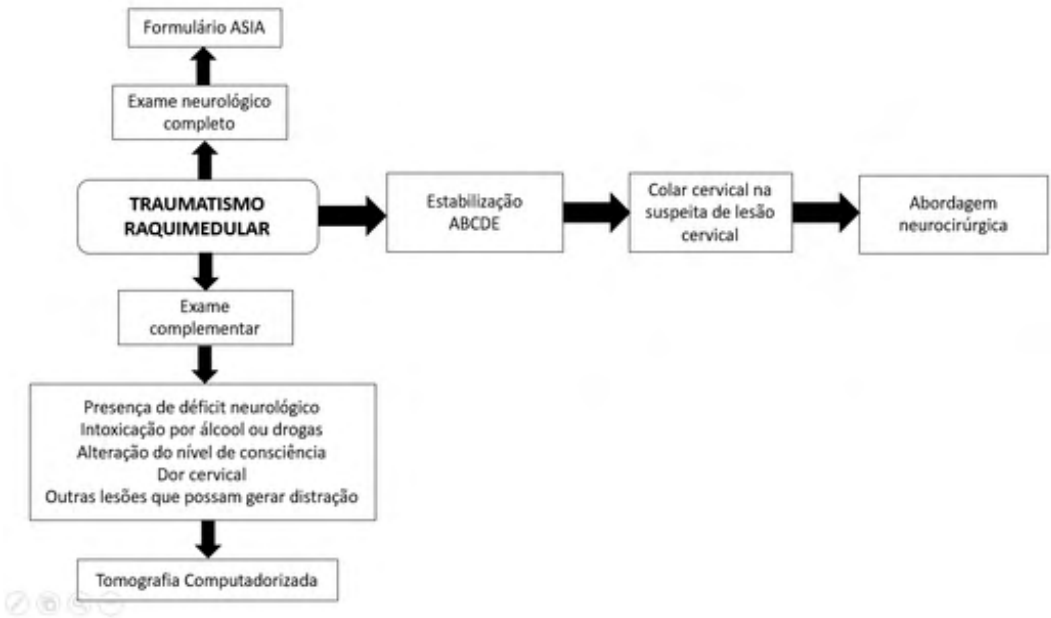 Formulário ASIA
Exame neurológico
completo
TRAUMATISMO
RAQUIMEDULAR
Estabilização
ABCDE
Colar cervical na
suspeita de lesão
cervical
Abordagem
neurocirúrgica
Exame
complementar
Presença de déficit neurológico
Intoxicação por álcool ou drogas
Alteração do nível de consciência
Dor cervical
Outras lesões que possam gerar distração
Tomografia Computadorizada